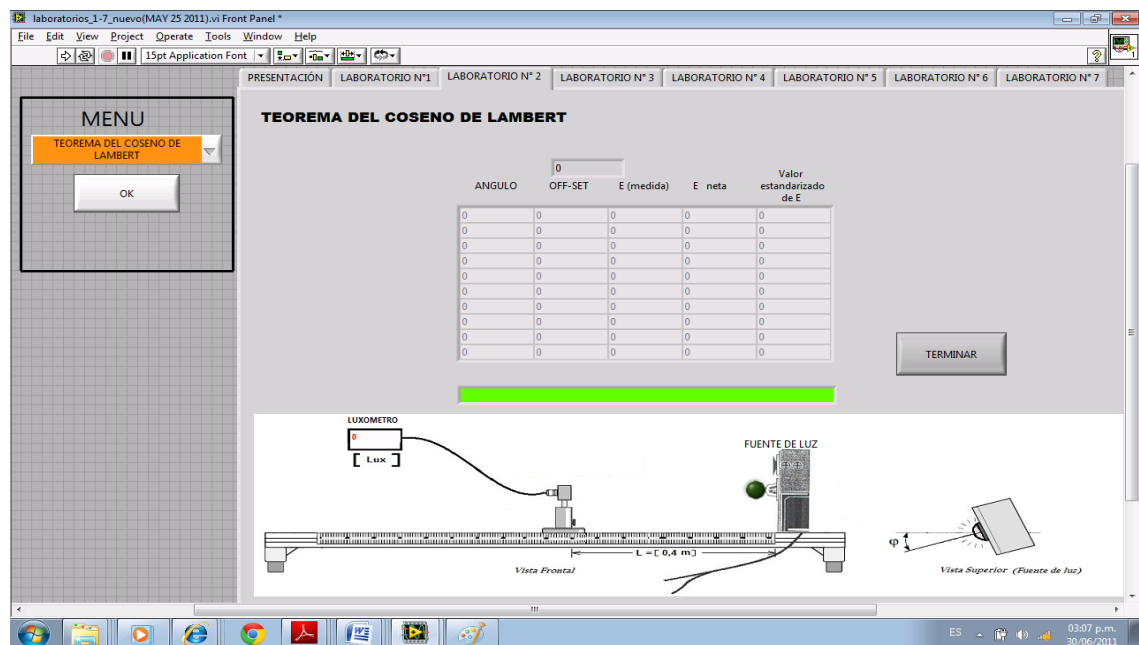 laboratorios_1-7_nuevo(MAY 25 2011).vi Front Panel *
File Edit View Project Operate Tools Window Help
15pt Application Font
PRESENTACIÓN LABORATORIO N°1 LABORATORIO N° 2 LABORATORIO N° 3 LABORATORIO N° 4 LABORATORIO N° 5 LABORATORIO N° 6 LABORATORIO N° 7
MENU
TEOREMA DEL COSENO DE
LAMBERT
OK
TEOREMA DEL COSENO DE LAMBERT
0
ANGULO OFF-SET E (medida) E neta Valor
estandarizado
de E
0 0 0 0 0
0 0 0 0 0
0 0 0 0 0
0 0 0 0 0
0 0 0 0 0
0 0 0 0 0
0 0 0 0 0
0 0 0 0 0
0 0 0 0 0
0 0 0 0 0
TERMINAR
LUXOMETRO
0
[ Lux ]
FUENTE DE LUZ
L =[ 0,4 m]
Vista Frontal
φ
Vista Superior (Fuente de luz)
ES
03:07 p.m.
30/06/2011